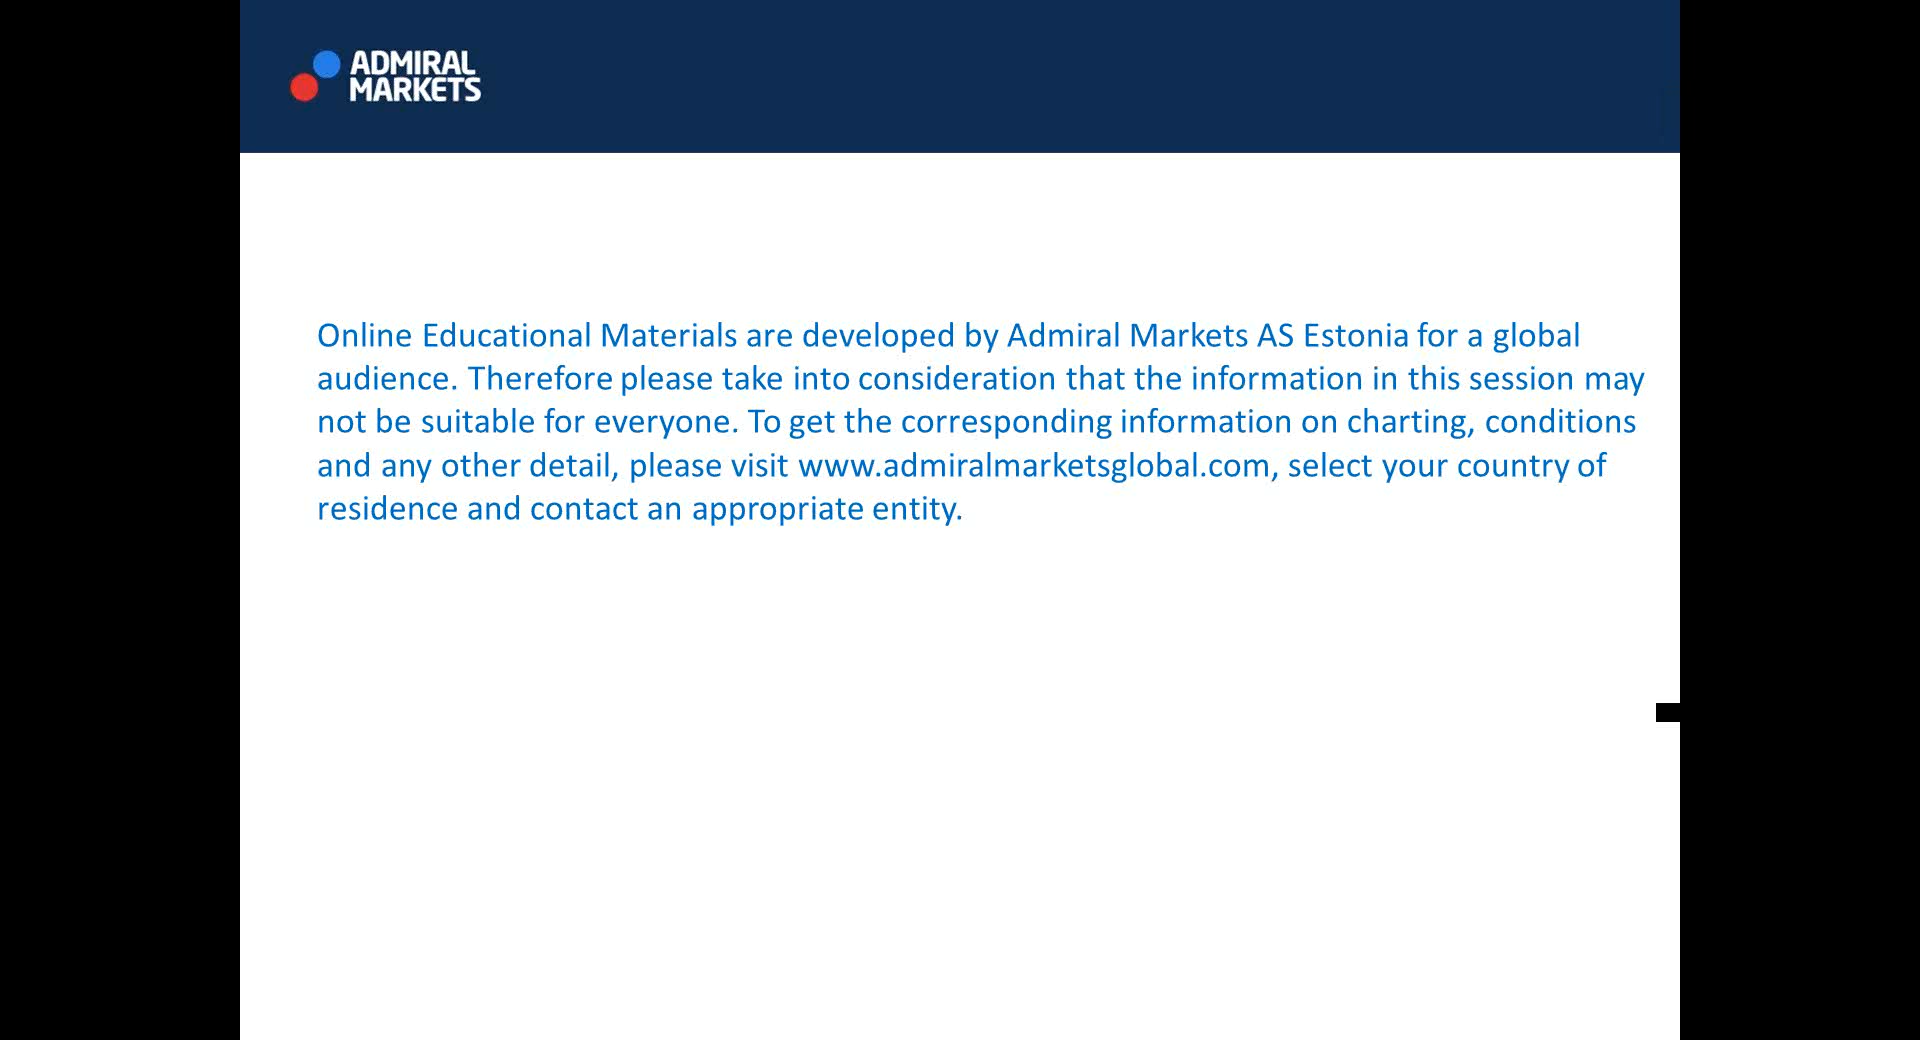 ADMIRAL
MARKETS
Online Educational Materials are developed by Admiral Markets AS Estonia for a global
audience. Therefore please take into consideration that the information in this session may
not be suitable for everyone. To get the corresponding information on charting, conditions
and any other detail, please visit www.admiralmarketsglobal.com, select your country of
residence and contact an appropriate entity.